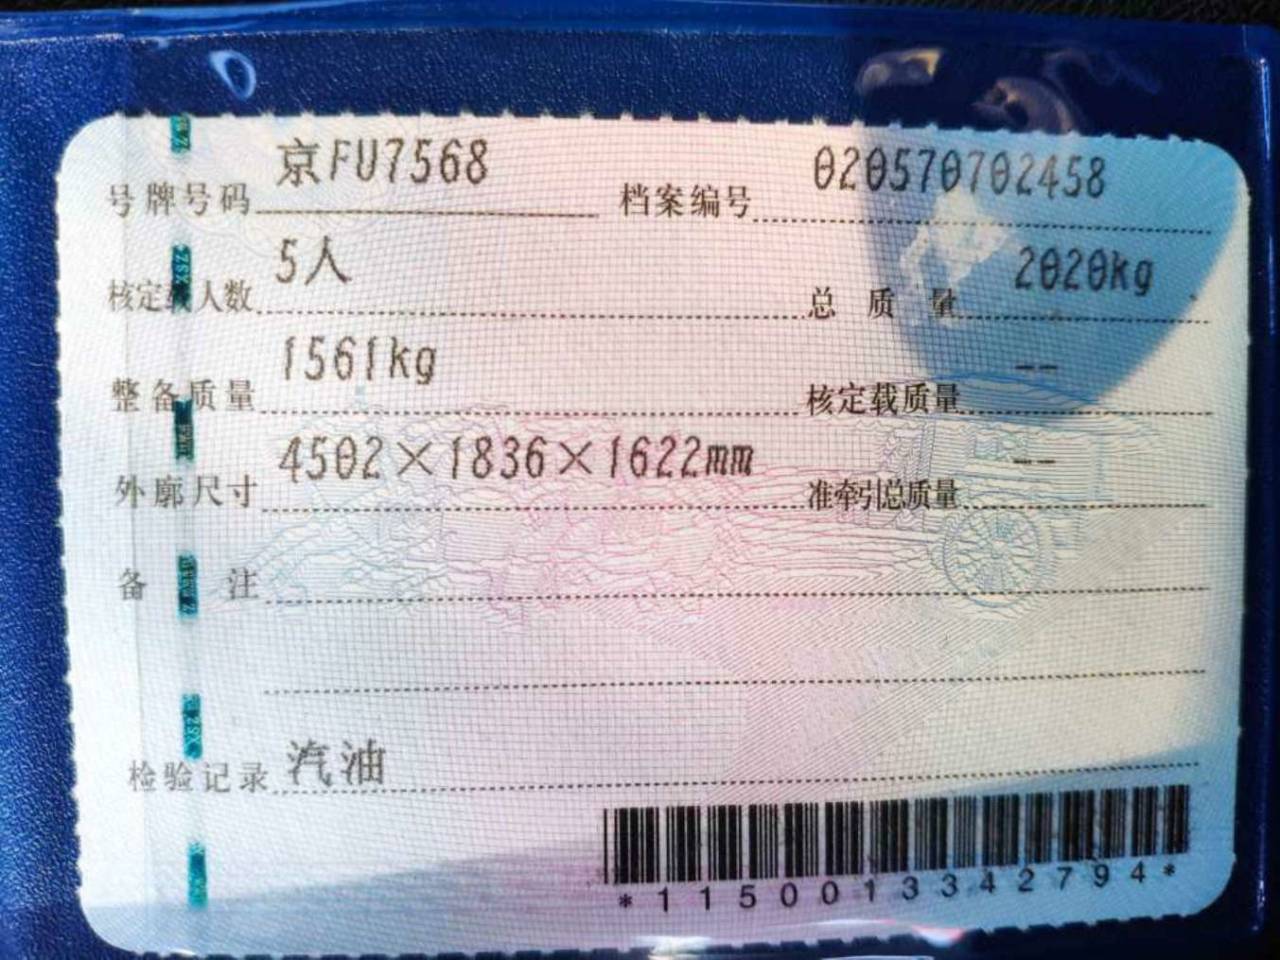 号牌号码 京FU7568 档案编号 020570702458
核定载人数 5人 总质量 2020kg
整备质量 1561kg 核定载质量 --
外廓尺寸 4502×1836×1622mm 准牵引总质量 --
备注
检验记录 汽油
*1150013342794*